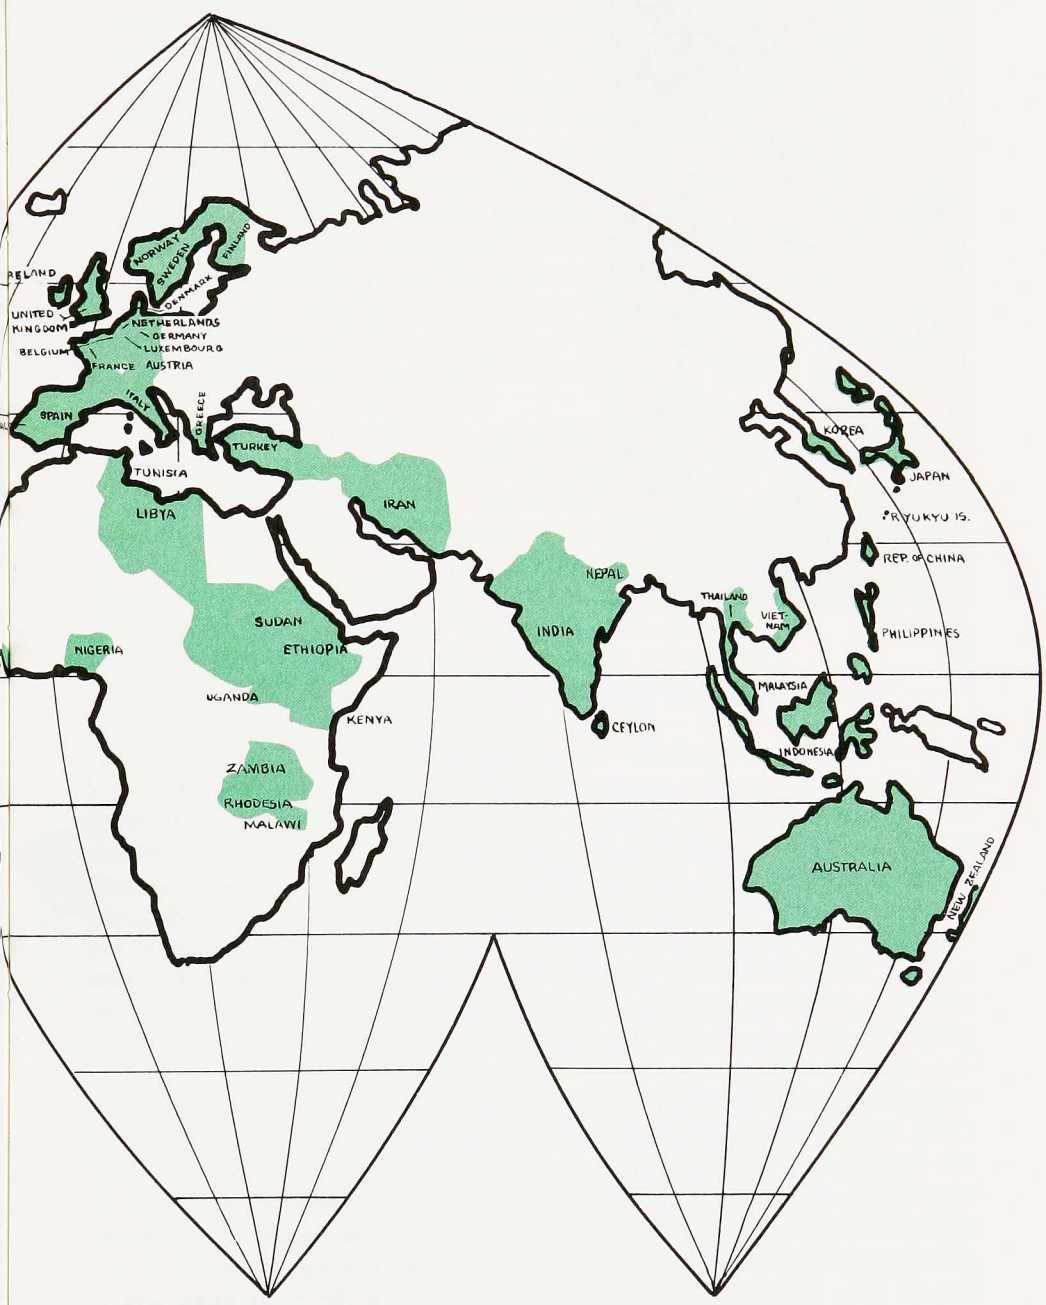 NORWAY
SWEDEN
FINLAND
DENMARK
RELAND
UNITED
KINGDOM
NETHERLANDS
GERMANY
LUXEMBOURG
BELGIUM
FRANCE
AUSTRIA
ITALY
SPAIN
GREECE
TURKEY
TUNISIA
LIBYA
IRAN
KOREA
JAPAN
RYUKYU IS.
REP. OF CHINA
NEPAL
THAILAND
VIET-
NAM
PHILIPPINES
INDIA
SUDAN
ETHIOPIA
NIGERIA
UGANDA
KENYA
CEYLON
MALAYSIA
INDONESIA
ZAMBIA
RHODESIA
MALAWI
AUSTRALIA
NEW ZEALAND